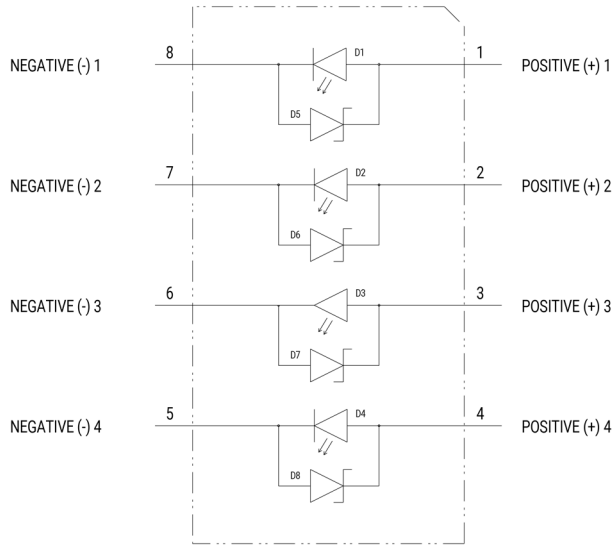 NEGATIVE (-) 1 8 D1 1 POSITIVE (+) 1
D5
NEGATIVE (-) 2 7 D2 2 POSITIVE (+) 2
D6
NEGATIVE (-) 3 6 D3 3 POSITIVE (+) 3
D7
NEGATIVE (-) 4 5 D4 4 POSITIVE (+) 4
D8